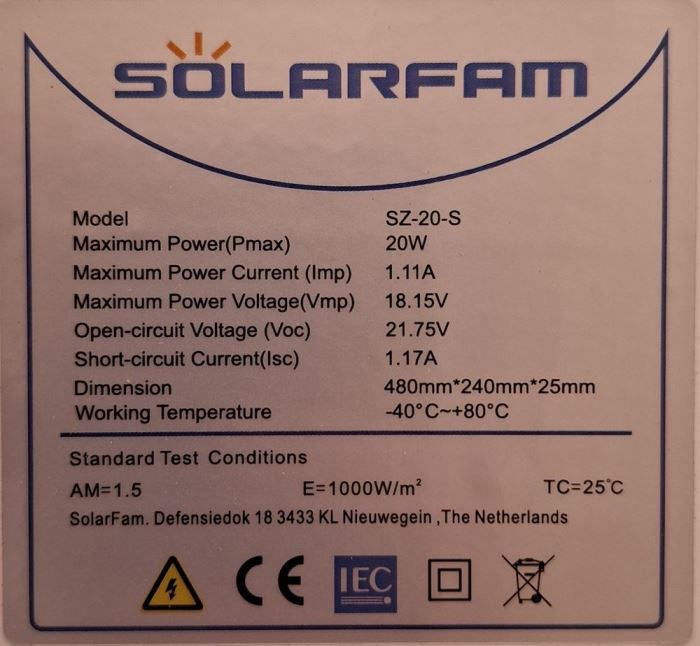 SOLARFAM
Model SZ-20-S
Maximum Power(Pmax) 20W
Maximum Power Current (Imp) 1.11A
Maximum Power Voltage(Vmp) 18.15V
Open-circuit Voltage (Voc) 21.75V
Short-circuit Current(Isc) 1.17A
Dimension 480mm*240mm*25mm
Working Temperature -40°C~+80°C
Standard Test Conditions
AM=1.5 E=1000W/m² TC=25℃
SolarFam. Defensiedok 18 3433 KL Nieuwegein ,The Netherlands
CE IEC